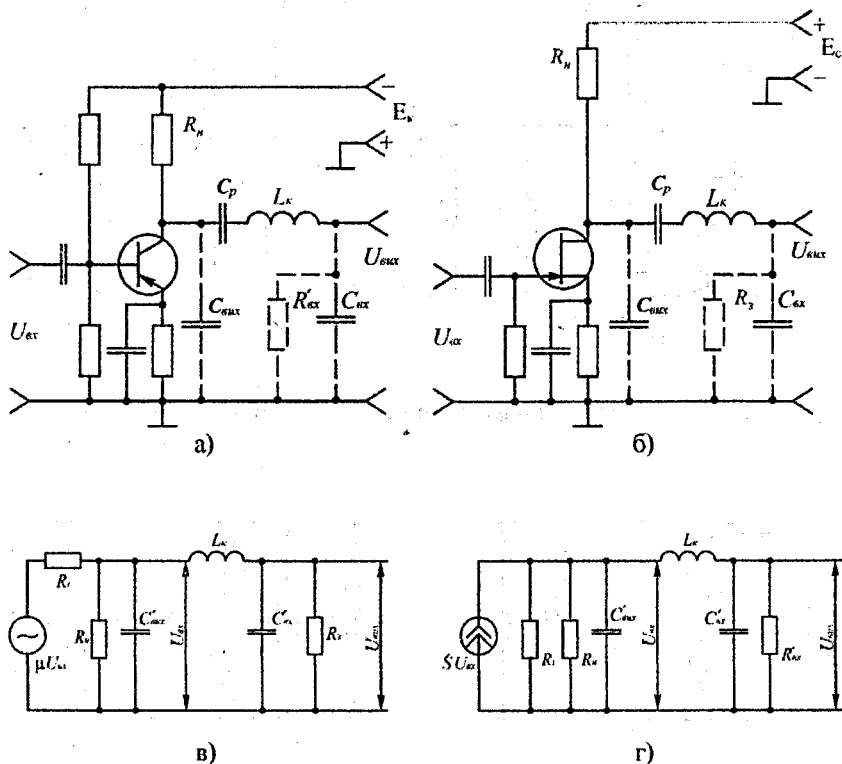 Rн
− Eк
+
Cр
Lк
Uвх
Cвих
R'вх
Cвх
Uвих
а)
Rн
+
Ec
−
Cр
Lк
Uвх
Cвих
Rз
Cвх
Uвих
б)
Ri
Lк
μUвх
Rн
C'вих
C'вх
Rз
Uвих
в)
Lк
SUвх
Ri
Rн
C'вих
C'вх
R'вх
Uвих
г)